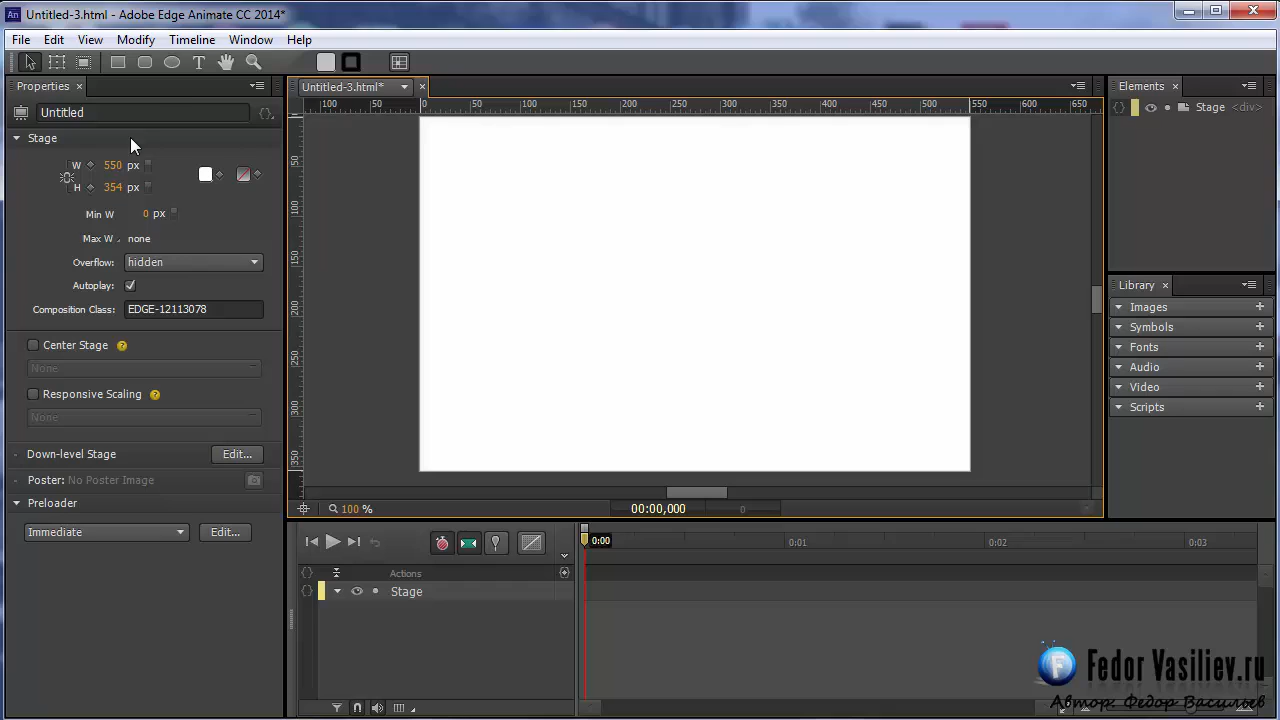 Untitled-3.html - Adobe Edge Animate CC 2014*
File Edit View Modify Timeline Window Help
Properties
Untitled
Stage
W 550 px
H 354 px
Min W 0 px
Max W none
Overflow: hidden
Autoplay:
Composition Class: EDGE-12113078
Center Stage
None
Responsive Scaling
None
Down-level Stage Edit...
Poster: No Poster Image
Preloader
Immediate Edit...
Untitled-3.html*
100 50 0 50 100 150 200 250 300 350 400 450 500 550 600 650
0
50
100
150
200
250
300
350
100 %
00:00,000 0
Elements
Stage <div>
Library
Images
Symbols
Fonts
Audio
Video
Scripts
0:00 0:01 0:02 0:03
Actions
Stage
Fedor Vasiliev.ru
Автор: Федор Васильев